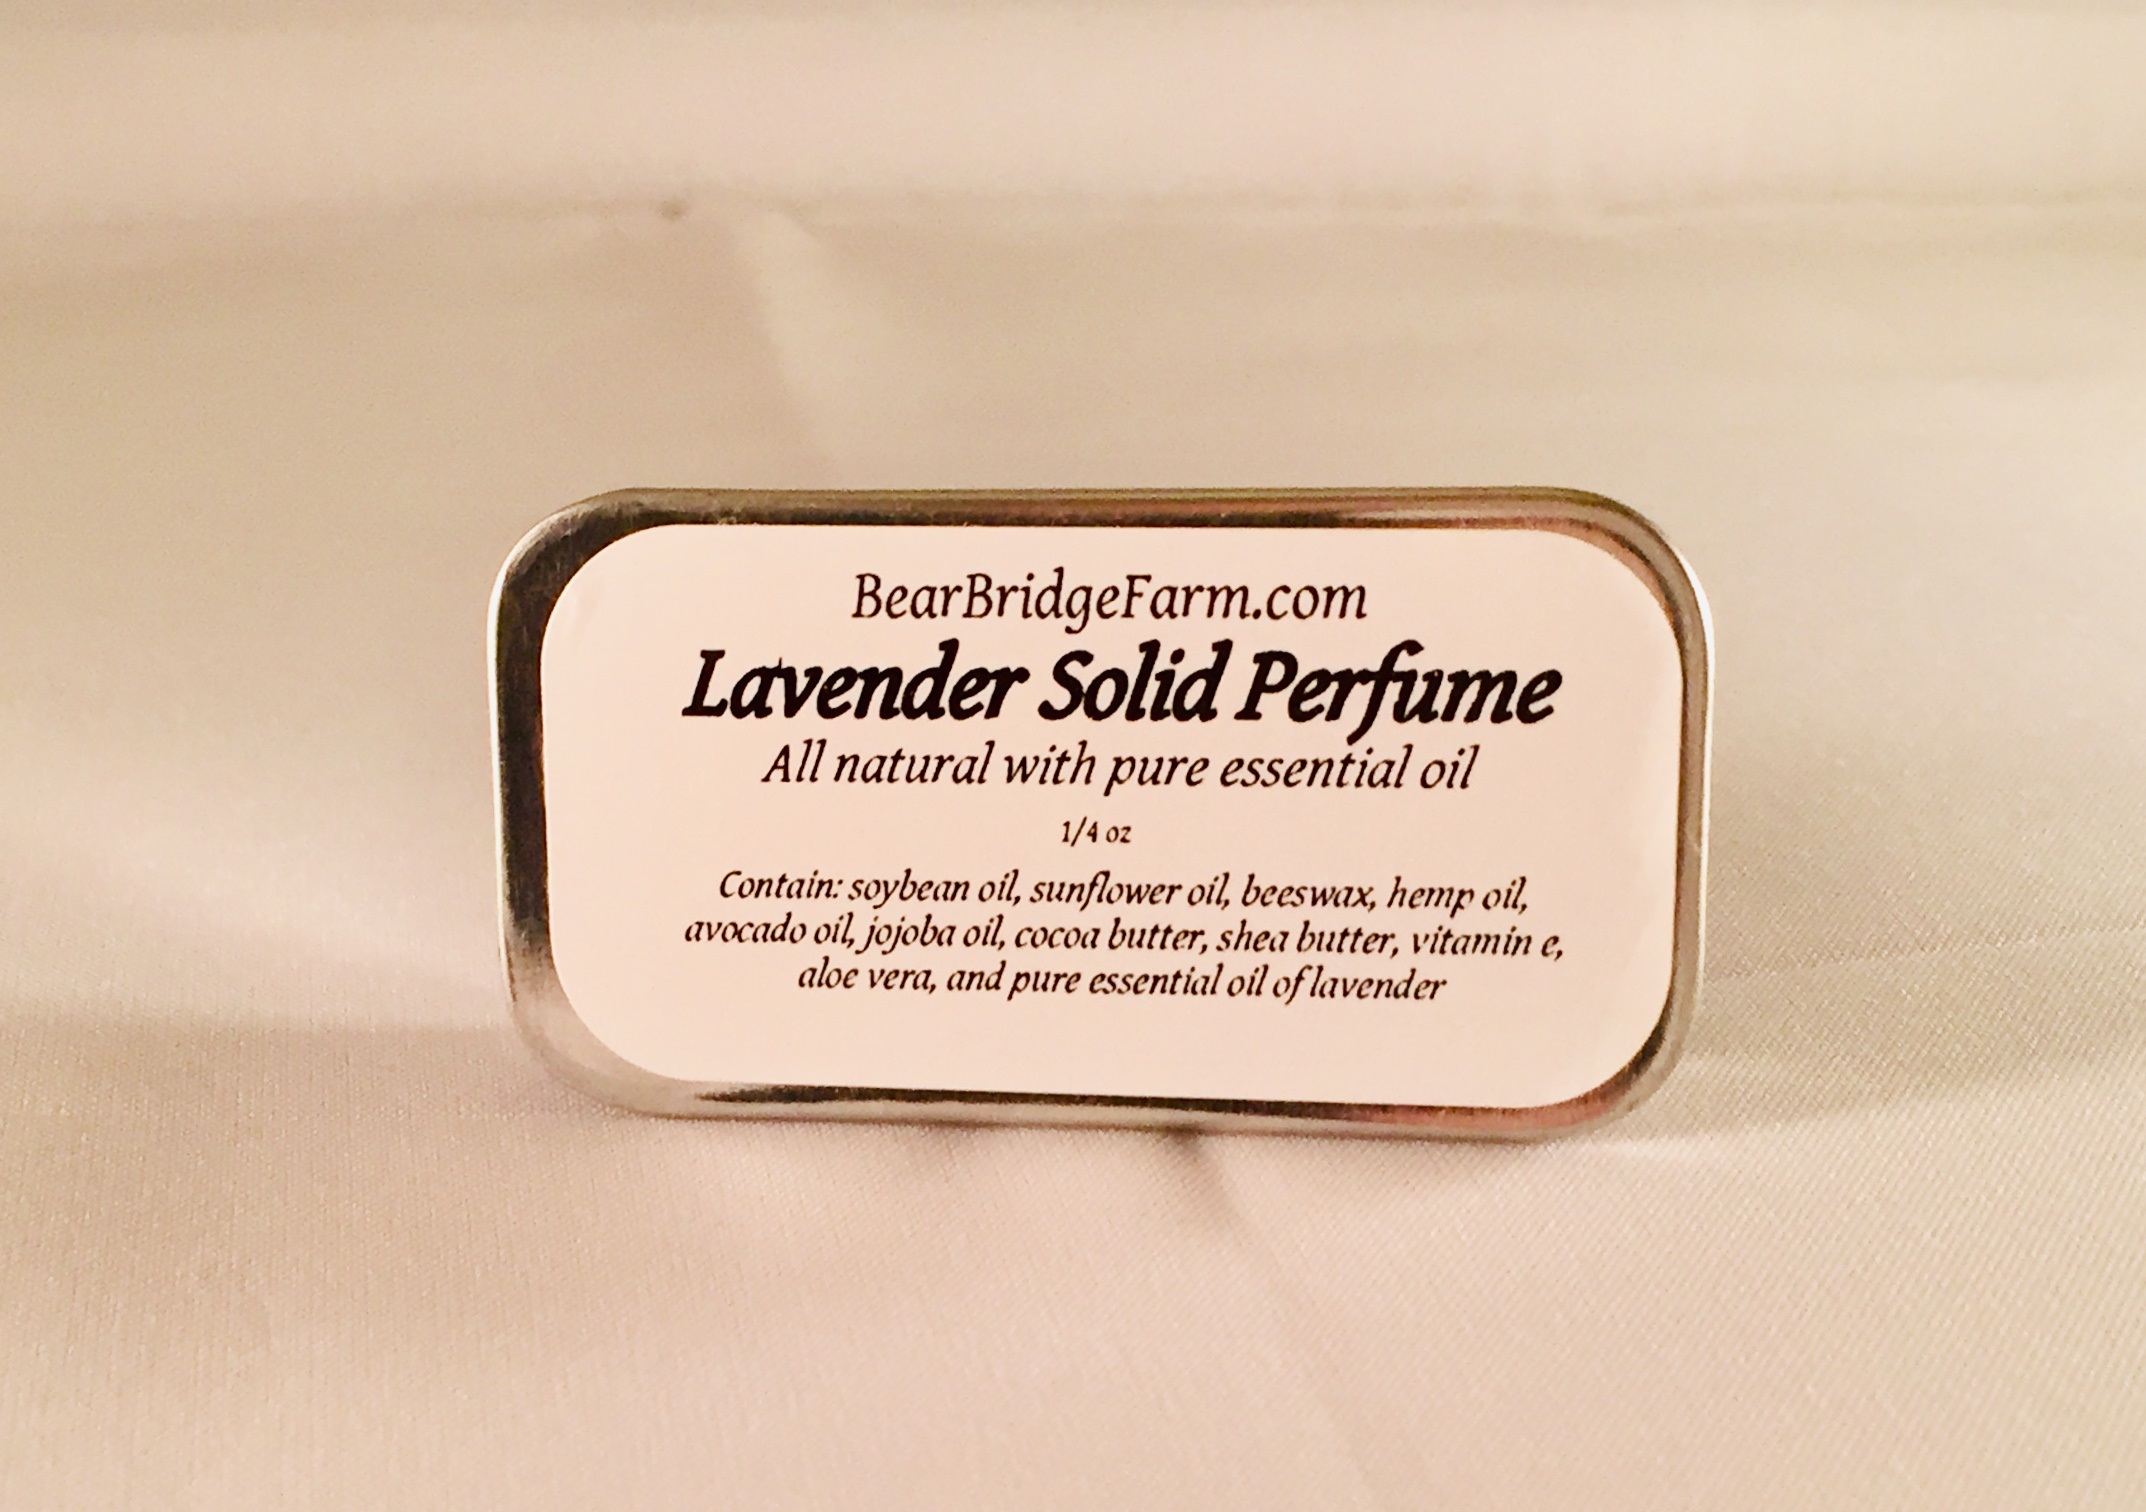 BearBridgeFarm.com
Lavender Solid Perfume
All natural with pure essential oil
1/4 oz
Contain: soybean oil, sunflower oil, beeswax, hemp oil,
avocado oil, jojoba oil, cocoa butter, shea butter, vitamin e,
aloe vera, and pure essential oil of lavender